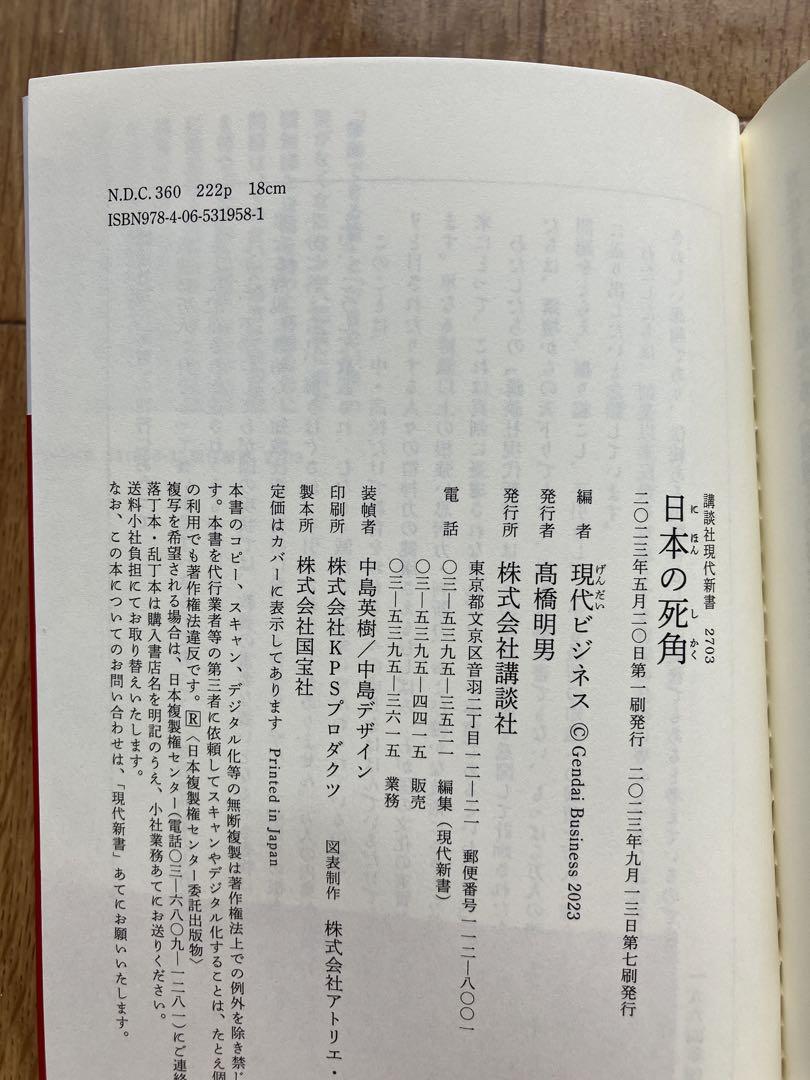 N.D.C.360 222p 18cm
ISBN978-4-06-531958-1
講談社現代新書 2703
日本の死角
にほん しかく
二〇二三年五月二〇日第一刷発行 二〇二三年九月一三日第七刷発行
編者 現代ビジネス ©Gendai Business 2023
げんだい
発行者 髙橋明男
発行所 株式会社講談社
東京都文京区音羽二丁目一二―二一 郵便番号一一二―八〇〇一
電話 〇三―五三九五―三五二一 編集(現代新書)
〇三―五三九五―四四一五 販売
〇三―五三九五―三六一五 業務
装幀者 中島英樹/中島デザイン
印刷所 株式会社KPSプロダクツ 図表制作 株式会社アトリエ・
製本所 株式会社国宝社
定価はカバーに表示してあります Printed in Japan
本書のコピー、スキャン、デジタル化等の無断複製は著作権法上での例外を除き禁じ
す。本書を代行業者等の第三者に依頼してスキャンやデジタル化することは、たとえ個
の利用でも著作権法違反です。R〈日本複製権センター委託出版物〉
複写を希望される場合は、日本複製権センター(電話〇三―六八〇九―一二八一)にご連絡
落丁本・乱丁本は購入書店名を明記のうえ、小社業務あてにお送りください。
送料小社負担にてお取り替えいたします。
なお、この本についてのお問い合わせは、「現代新書」あてにお願いいたします。